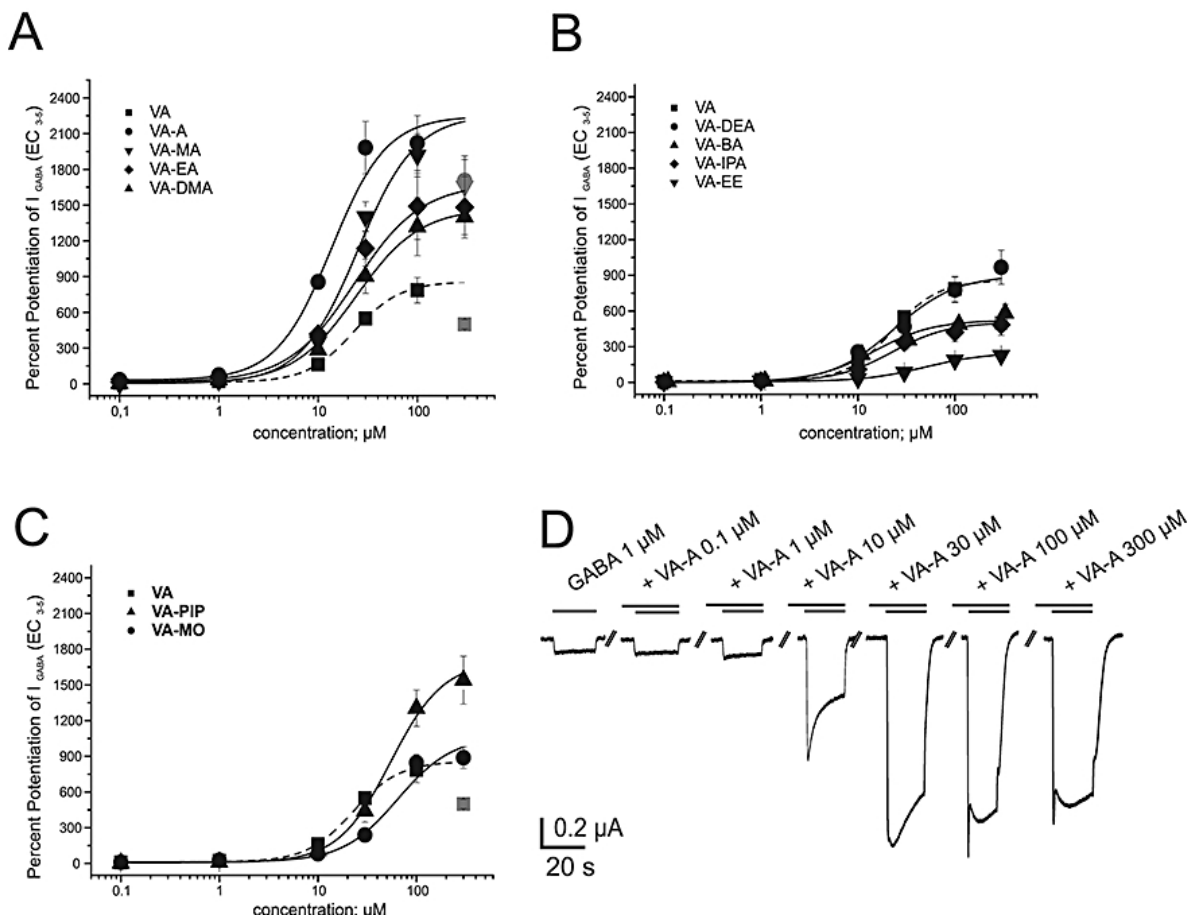 A
Percent Potentiation of I GABA (EC 3-5)
2400
2100
1800
1500
1200
900
600
300
0
VA
VA-A
VA-MA
VA-EA
VA-DMA
0,1
1
10
100
concentration; µM
B
Percent Potentiation of I GABA (EC 3-5)
2400
2100
1800
1500
1200
900
600
300
0
VA
VA-DEA
VA-BA
VA-IPA
VA-EE
0.1
1
10
100
concentration; µM
C
Percent Potentiation of I GABA (EC 3-5)
2400
2100
1800
1500
1200
900
600
300
0
VA
VA-PIP
VA-MO
0.1
1
10
100
concentration; µM
D
GABA 1 µM
+ VA-A 0.1 µM
+ VA-A 1 µM
+ VA-A 10 µM
+ VA-A 30 µM
+ VA-A 100 µM
+ VA-A 300 µM
0.2 µA
20 s